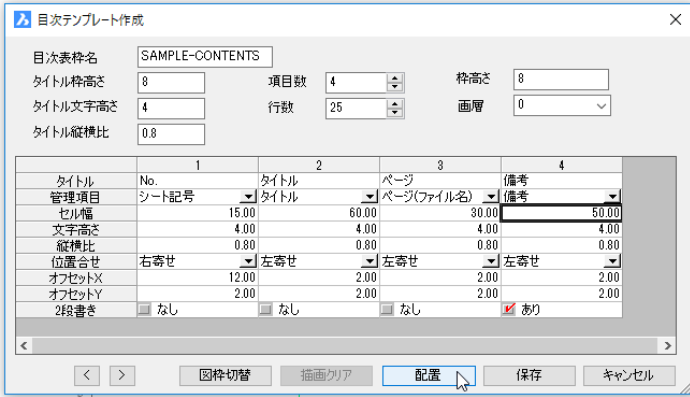 目次テンプレート作成
目次表枠名 SAMPLE-CONTENTS
タイトル枠高さ 8 項目数 4 枠高さ 8
タイトル文字高さ 4 行数 25 画層 0
タイトル縦横比 0.8
1 2 3 4
タイトル No. タイトル ページ 備考
管理項目 シート記号 タイトル ページ(ファイル名) 備考
セル幅 15.00 60.00 30.00 50.00
文字高さ 4.00 4.00 4.00 4.00
縦横比 0.80 0.80 0.80 0.80
位置合せ 右寄せ 左寄せ 左寄せ 左寄せ
オフセットX 12.00 2.00 2.00 2.00
オフセットY 2.00 2.00 2.00 2.00
2段書き なし なし なし あり
< > 図枠切替 描画クリア 配置 保存 キャンセル